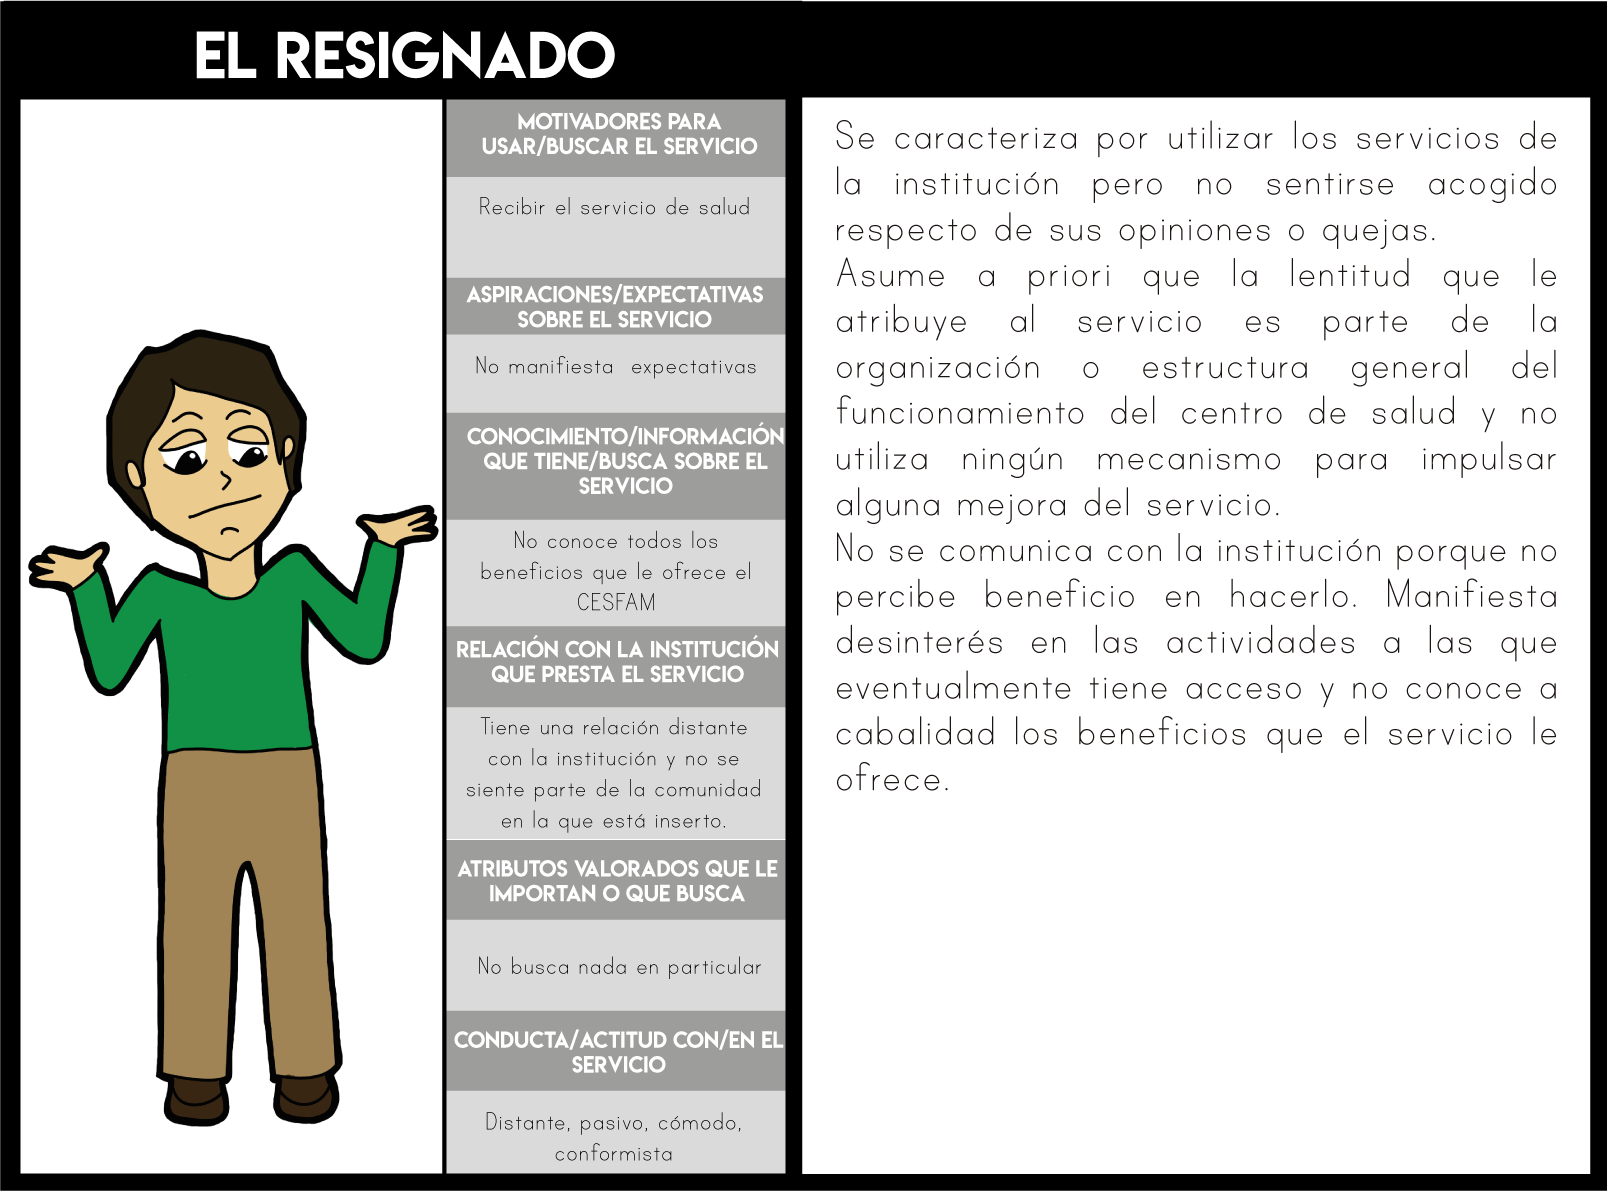 EL RESIGNADO
MOTIVADORES PARA
USAR/BUSCAR EL SERVICIO
Recibir el servicio de salud
ASPIRACIONES/EXPECTATIVAS
SOBRE EL SERVICIO
No manifiesta expectativas
CONOCIMIENTO/INFORMACIÓN
QUE TIENE/BUSCA SOBRE EL
SERVICIO
No conoce todos los
beneficios que le ofrece el
CESFAM
RELACIÓN CON LA INSTITUCIÓN
QUE PRESTA EL SERVICIO
Tiene una relación distante
con la institución y no se
siente parte de la comunidad
en la que está inserto.
ATRIBUTOS VALORADOS QUE LE
IMPORTAN O QUE BUSCA
No busca nada en particular
CONDUCTA/ACTITUD CON/EN EL
SERVICIO
Distante, pasivo, cómodo,
conformista
Se caracteriza por utilizar los servicios de
la institución pero no sentirse acogido
respecto de sus opiniones o quejas.
Asume a priori que la lentitud que le
atribuye al servicio es parte de la
organización o estructura general del
funcionamiento del centro de salud y no
utiliza ningún mecanismo para impulsar
alguna mejora del servicio.
No se comunica con la institución porque no
percibe beneficio en hacerlo. Manifiesta
desinterés en las actividades a las que
eventualmente tiene acceso y no conoce a
cabalidad los beneficios que el servicio le
ofrece.